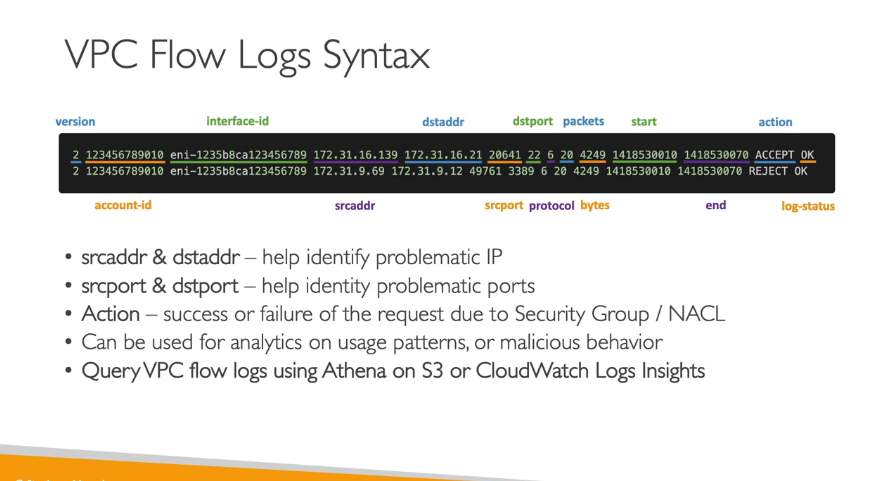 VPC Flow Logs Syntax
version interface-id dstaddr dstport packets start action
2 123456789010 eni-1235b8ca123456789 172.31.16.139 172.31.16.21 20641 22 6 20 4249 1418530010 1418530070 ACCEPT OK
2 123456789010 eni-1235b8ca123456789 172.31.9.69 172.31.9.12 49761 3389 6 20 4249 1418530010 1418530070 REJECT OK
account-id srcaddr srcport protocol bytes end log-status
• srcaddr & dstaddr – help identify problematic IP
• srcport & dstport – help identity problematic ports
• Action – success or failure of the request due to Security Group / NACL
• Can be used for analytics on usage patterns, or malicious behavior
• Query VPC flow logs using Athena on S3 or CloudWatch Logs Insights